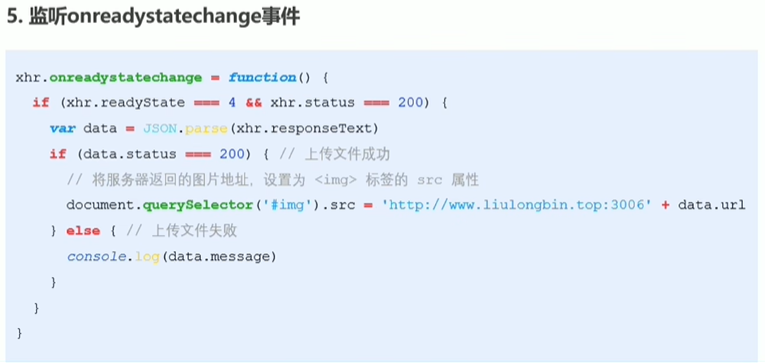 5. 监听onreadystatechange事件
xhr.onreadystatechange = function() {
  if (xhr.readyState === 4 && xhr.status === 200) {
    var data = JSON.parse(xhr.responseText)
    if (data.status === 200) { // 上传文件成功
      // 将服务器返回的图片地址，设置为 <img> 标签的 src 属性
      document.querySelector('#img').src = 'http://www.liulongbin.top:3006' + data.url
    } else { // 上传文件失败
      console.log(data.message)
    }
  }
}